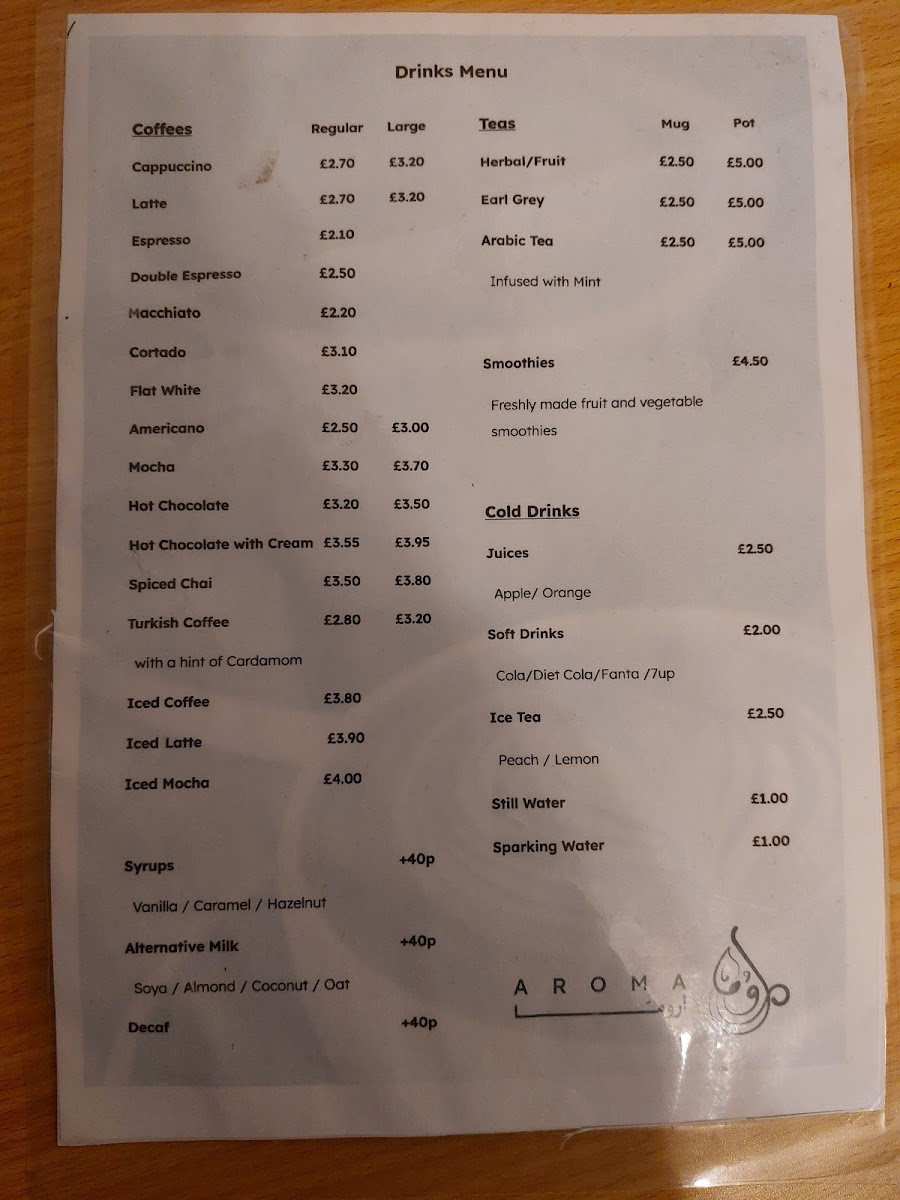 Drinks Menu
Coffees Regular Large
Cappuccino £2.70 £3.20
Latte £2.70 £3.20
Espresso £2.10
Double Espresso £2.50
Macchiato £2.20
Cortado £3.10
Flat White £3.20
Americano £2.50 £3.00
Mocha £3.30 £3.70
Hot Chocolate £3.20 £3.50
Hot Chocolate with Cream £3.55 £3.95
Spiced Chai £3.50 £3.80
Turkish Coffee £2.80 £3.20
with a hint of Cardamom
Iced Coffee £3.80
Iced Latte £3.90
Iced Mocha £4.00
Syrups +40p
Vanilla / Caramel / Hazelnut
Alternative Milk +40p
Soya / Almond / Coconut / Oat
Decaf +40p
Teas Mug Pot
Herbal/Fruit £2.50 £5.00
Earl Grey £2.50 £5.00
Arabic Tea £2.50 £5.00
Infused with Mint
Smoothies £4.50
Freshly made fruit and vegetable
smoothies
Cold Drinks
Juices £2.50
Apple/ Orange
Soft Drinks £2.00
Cola/Diet Cola/Fanta /7up
Ice Tea £2.50
Peach / Lemon
Still Water £1.00
Sparking Water £1.00
AROMA
أروما